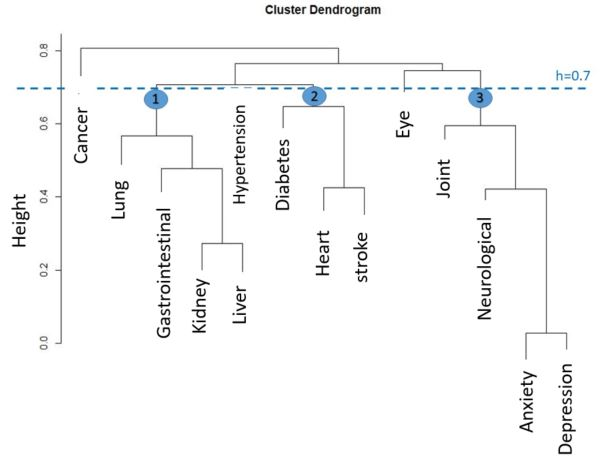 Cluster Dendrogram
h=0.7
Height
0.8
0.6
0.4
0.2
0.0
1
2
3
Cancer
Lung
Gastrointestinal
Kidney
Liver
Hypertension
Diabetes
Heart
stroke
Eye
Joint
Neurological
Anxiety
Depression